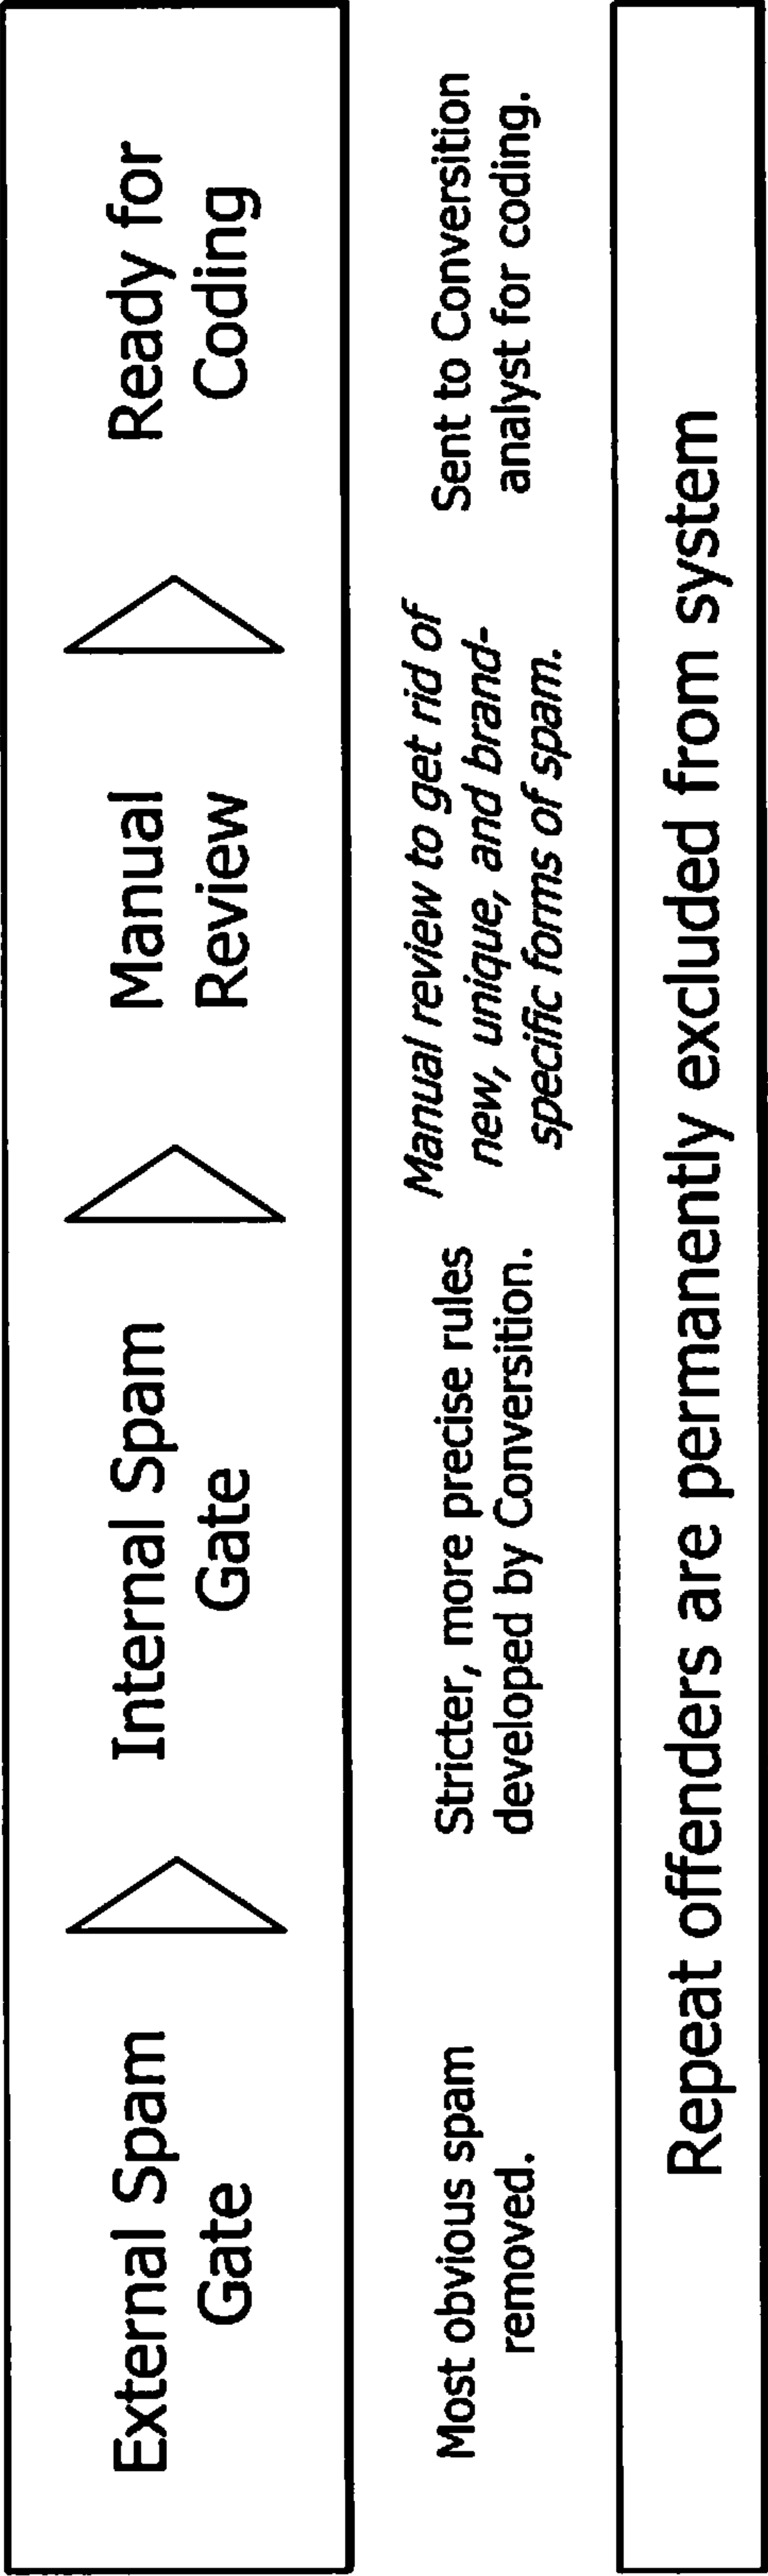 External Spam
Gate
Internal Spam
Gate
Manual
Review
Ready for
Coding
Most obvious spam
removed.
Stricter, more precise rules
developed by Conversition.
Manual review to get rid of
new, unique, and brand-
specific forms of spam.
Sent to Conversition
analyst for coding.
Repeat offenders are permanently excluded from system